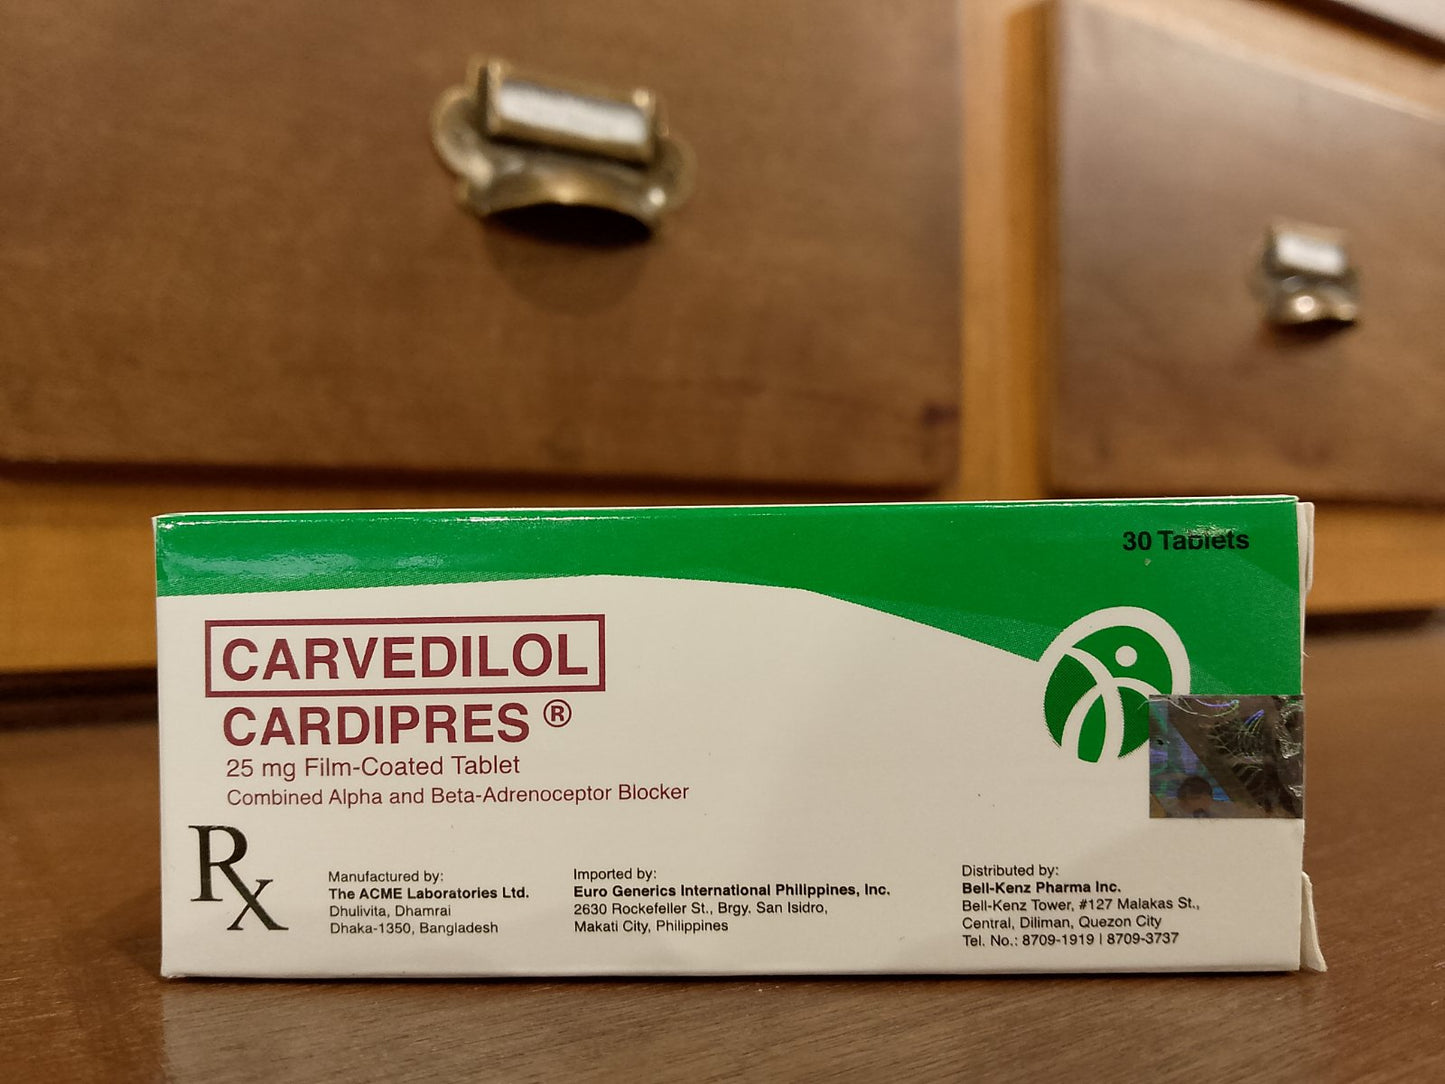 30 Tablets
CARVEDILOL
CARDIPRES ®
25 mg Film-Coated Tablet
Combined Alpha and Beta-Adrenoceptor Blocker
Rx
Manufactured by:
The ACME Laboratories Ltd.
Dhulivita, Dhamrai
Dhaka-1350, Bangladesh
Imported by:
Euro Generics International Philippines, Inc.
2630 Rockefeller St., Brgy. San Isidro,
Makati City, Philippines
Distributed by:
Bell-Kenz Pharma Inc.
Bell-Kenz Tower, #127 Malakas St.,
Central, Diliman, Quezon City
Tel. No.: 8709-1919 | 8709-3737